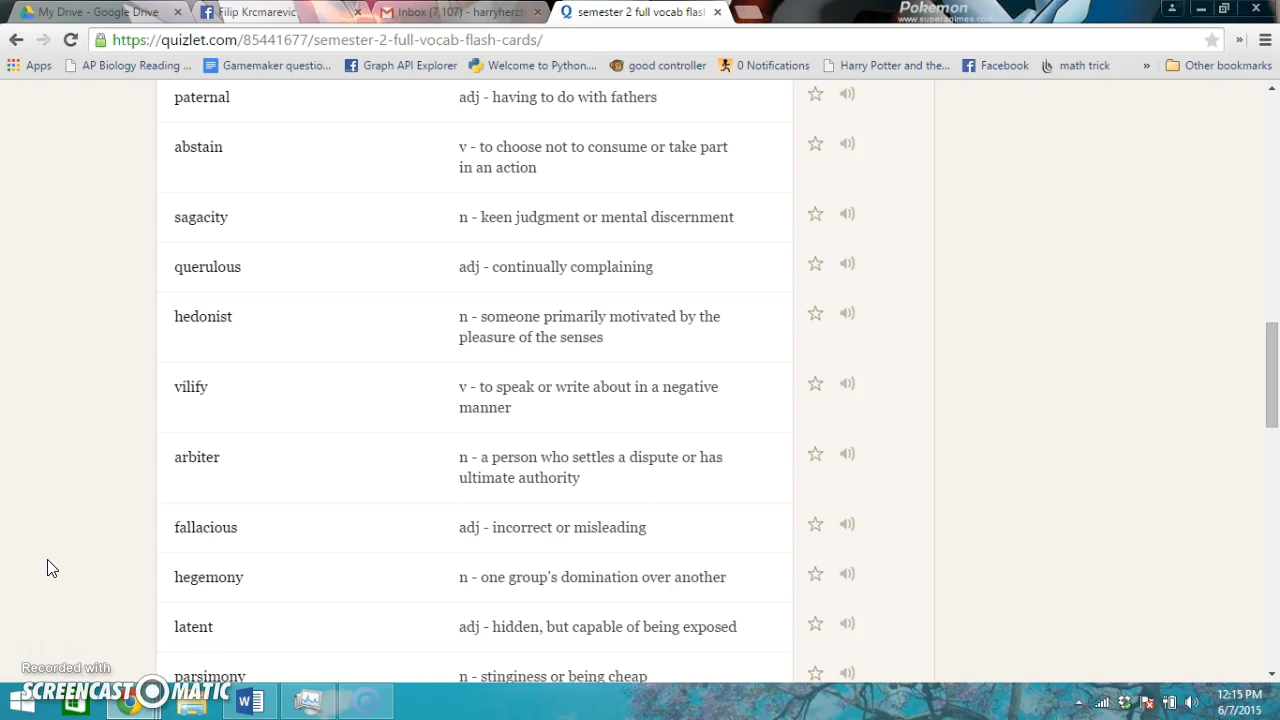 My Drive - Google Drive
Filip Krcmarevic
Inbox (7,107) - harryherzb
semester 2 full vocab flas
Pokemon
www.superanimes.com
https://quizlet.com/85441677/semester-2-full-vocab-flash-cards/
Apps
AP Biology Reading ...
Gamemaker questio...
Graph API Explorer
Welcome to Python....
good controller
0 Notifications
Harry Potter and the...
Facebook
math trick
»
Other bookmarks
paternal
adj - having to do with fathers
abstain
v - to choose not to consume or take part
in an action
sagacity
n - keen judgment or mental discernment
querulous
adj - continually complaining
hedonist
n - someone primarily motivated by the
pleasure of the senses
vilify
v - to speak or write about in a negative
manner
arbiter
n - a person who settles a dispute or has
ultimate authority
fallacious
adj - incorrect or misleading
hegemony
n - one group's domination over another
latent
adj - hidden, but capable of being exposed
parsimony
n - stinginess or being cheap
Recorded with
SCREENCAST MATIC
12:15 PM
6/7/2015